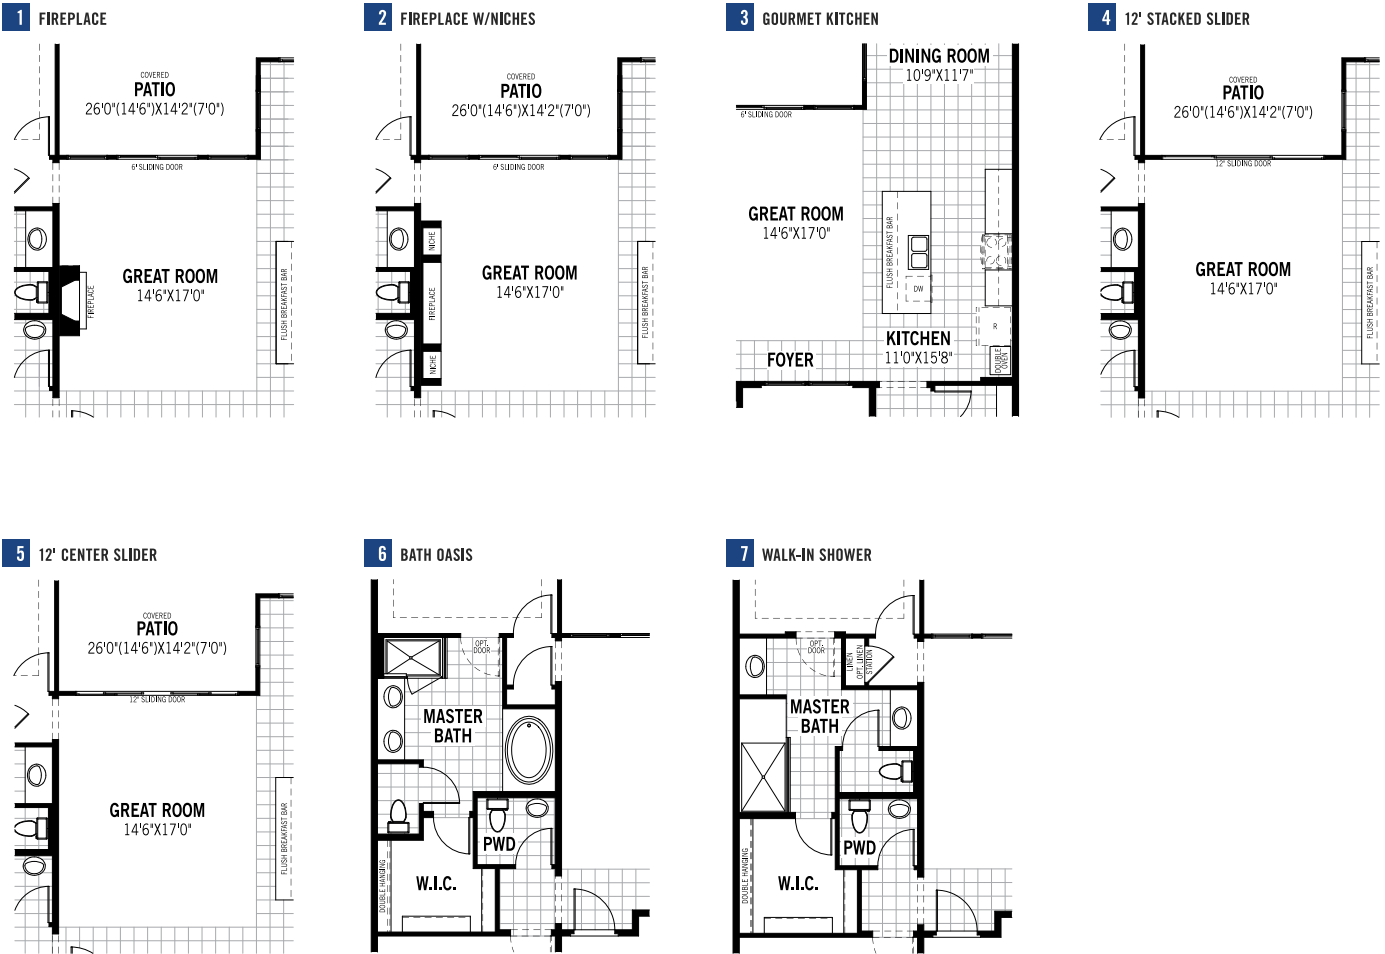 1 FIREPLACE
COVERED
PATIO
26'0"(14'6")X14'2"(7'0")
6' SLIDING DOOR
GREAT ROOM
14'6"X17'0"
FIREPLACE
FLUSH BREAKFAST BAR
2 FIREPLACE W/NICHES
COVERED
PATIO
26'0"(14'6")X14'2"(7'0")
6' SLIDING DOOR
NICHE
FIREPLACE
NICHE
GREAT ROOM
14'6"X17'0"
FLUSH BREAKFAST BAR
3 GOURMET KITCHEN
DINING ROOM
10'9"X11'7"
6' SLIDING DOOR
GREAT ROOM
14'6"X17'0"
FLUSH BREAKFAST BAR
DW
R
KITCHEN
11'0"X15'8"
DOUBLE
OVEN
FOYER
4 12' STACKED SLIDER
COVERED
PATIO
26'0"(14'6")X14'2"(7'0")
12' SLIDING DOOR
GREAT ROOM
14'6"X17'0"
FLUSH BREAKFAST BAR
5 12' CENTER SLIDER
COVERED
PATIO
26'0"(14'6")X14'2"(7'0")
12' SLIDING DOOR
GREAT ROOM
14'6"X17'0"
FLUSH BREAKFAST BAR
6 BATH OASIS
OPT.
DOOR
MASTER
BATH
PWD
W.I.C.
DOUBLE HANGING
7 WALK-IN SHOWER
OPT.
DOOR
LINEN
OPT. LINEN
STATION
MASTER
BATH
PWD
W.I.C.
DOUBLE HANGING